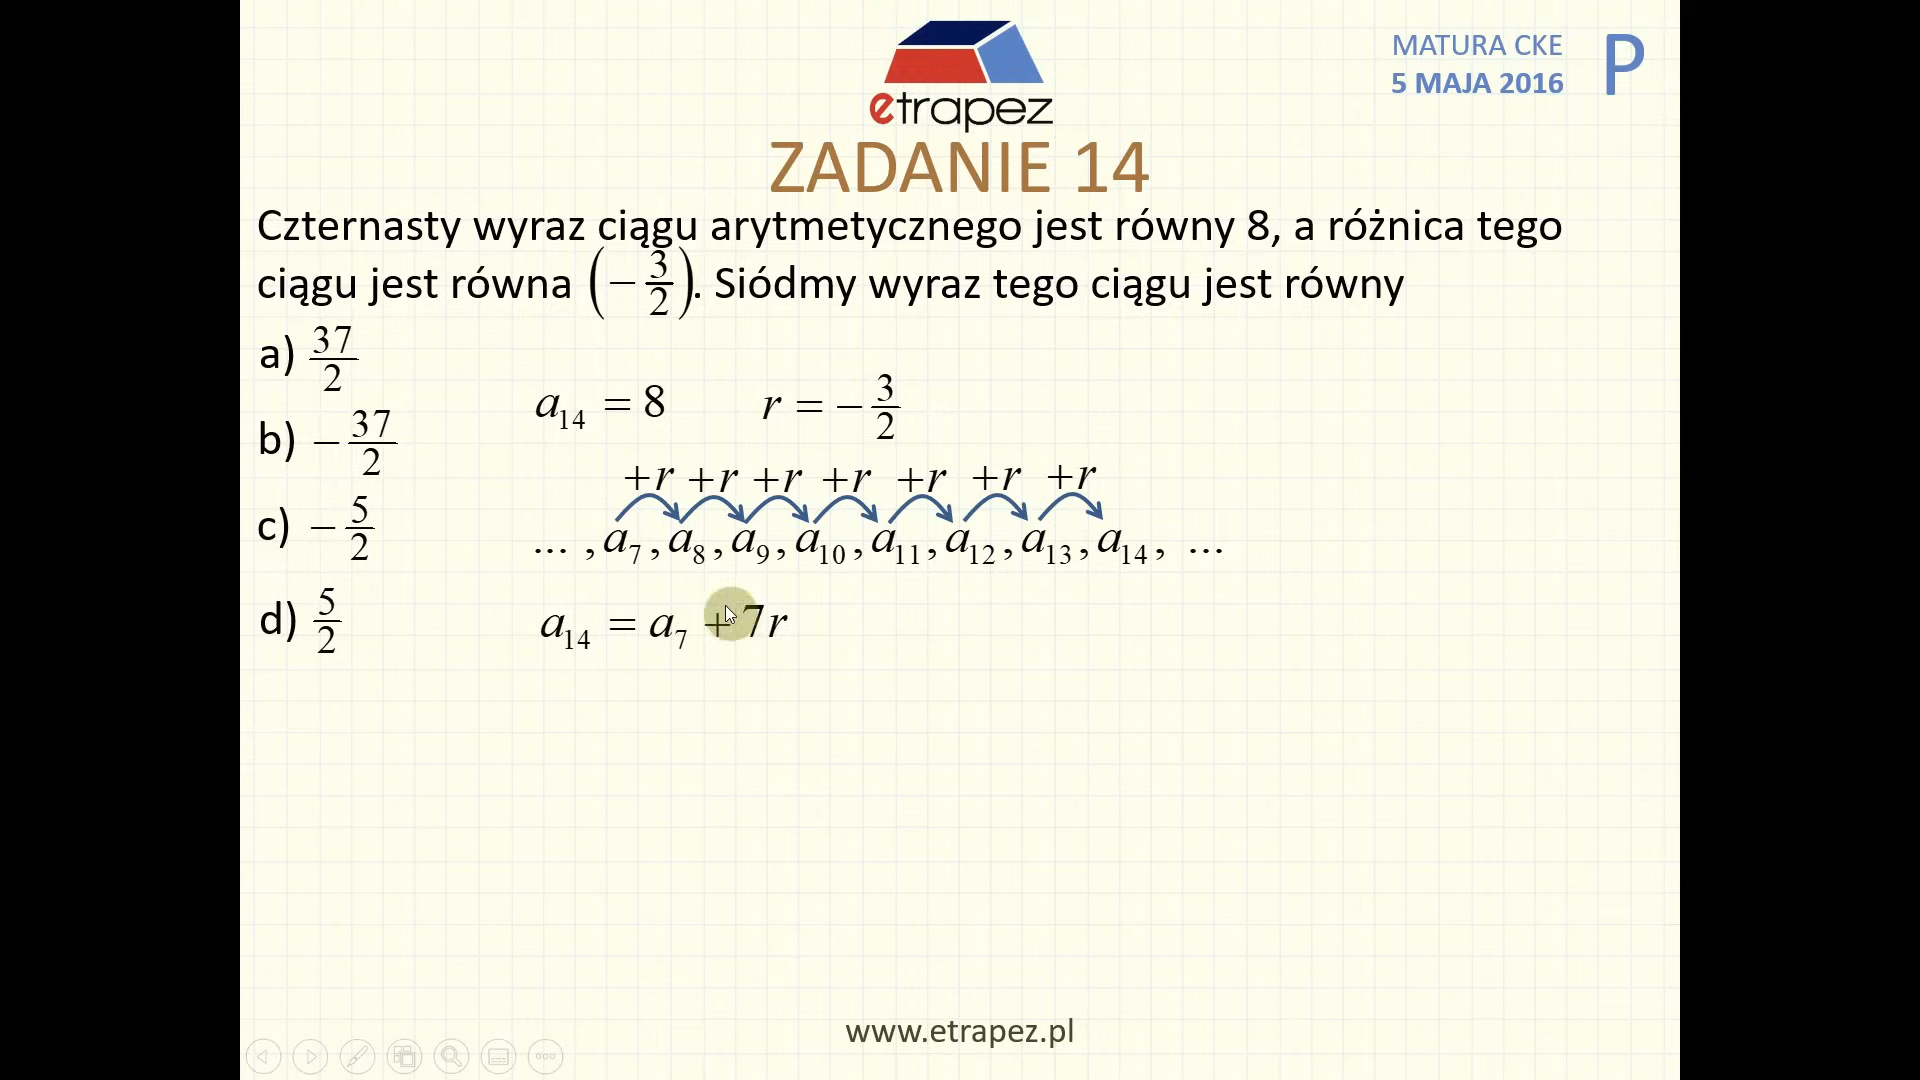 etrapez
MATURA CKE
5 MAJA 2016
P
ZADANIE 14
Czternasty wyraz ciągu arytmetycznego jest równy 8, a różnica tego
ciągu jest równa (-3/2). Siódmy wyraz tego ciągu jest równy
a) 37/2
a₁₄ = 8 r = -3/2
b) -37/2
+r +r +r +r +r +r +r
c) -5/2
... , a₇, a₈, a₉, a₁₀, a₁₁, a₁₂, a₁₃, a₁₄, ...
d) 5/2
a₁₄ = a₇ + 7r
www.etrapez.pl